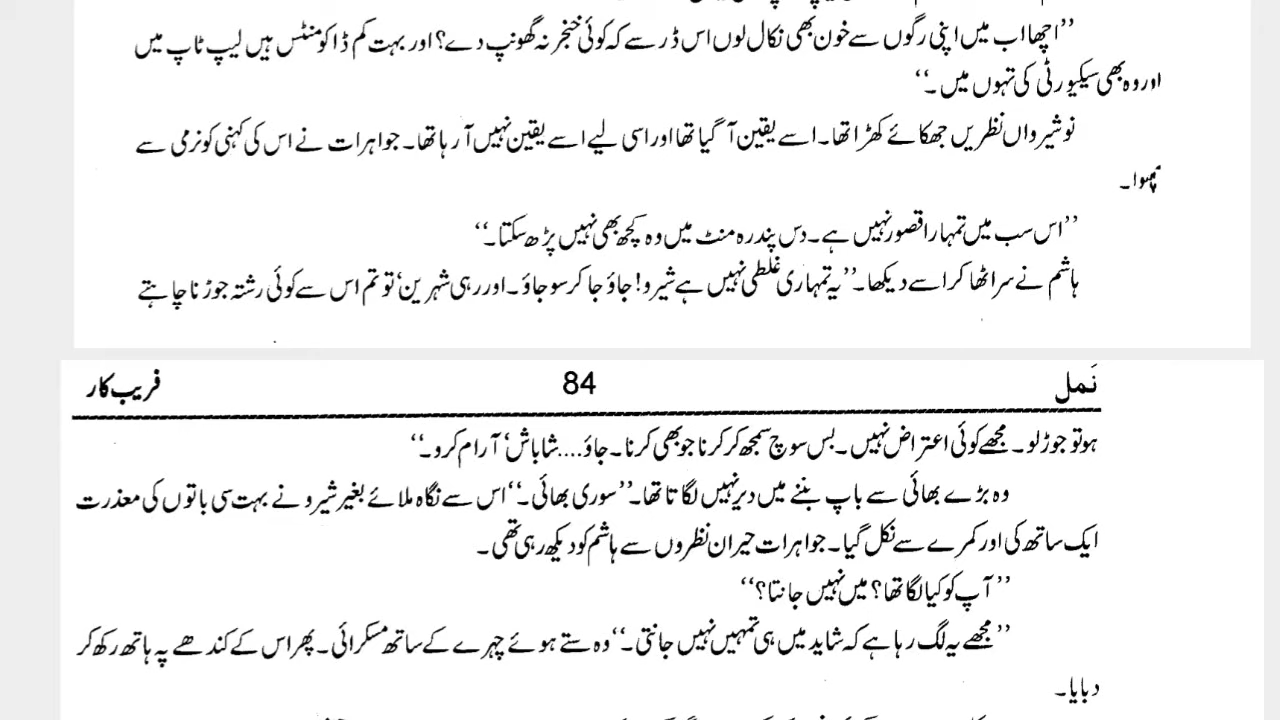 ’’اچھا اب میں اپنی رگوں سے خون بھی نکال لوں اس ڈر سے کہ کوئی خنجر نہ گھونپ دے؟ اور بہت کم ڈاکومنٹس ہیں لیپ ٹاپ میں
اور وہ بھی سیکیورٹی کی تہوں میں۔‘‘
نوشیرواں نظریں جھکائے کھڑا تھا۔ اسے یقین آ گیا تھا اور اسی لیے اسے یقین نہیں آ رہا تھا۔ جواہرات نے اس کی کہنی کو نرمی سے
چھوا۔
’’اس سب میں تمہارا قصور نہیں ہے۔ دس پندرہ منٹ میں وہ کچھ بھی نہیں پڑھ سکتا۔‘‘
ہاشم نے سر اٹھا کر اسے دیکھا۔ ’’یہ تمہاری غلطی نہیں ہے شیرو! جاؤ جا کر سو جاؤ۔ اور رہی شہرین‘ تو تم اس سے کوئی رشتہ جوڑنا چاہتے
نَمل 84 فریب کار
ہو تو جوڑ لو۔ مجھے کوئی اعتراض نہیں۔ بس سوچ سمجھ کر کرنا جو بھی کرنا۔ جاؤ.... شاباش‘ آرام کرو۔‘‘
وہ بڑے بھائی سے باپ بننے میں دیر نہیں لگاتا تھا۔ ’’سوری بھائی۔‘‘ اس سے نگاہ ملائے بغیر شیرو نے بہت سی باتوں کی معذرت
ایک ساتھ کی اور کمرے سے نکل گیا۔ جواہرات حیران نظروں سے ہاشم کو دیکھ رہی تھی۔
’’آپ کو کیا لگا تھا؟ میں نہیں جانتا؟‘‘
’’مجھے یہ لگ رہا ہے کہ شاید میں ہی تمہیں نہیں جانتی۔‘‘ وہ ستے ہوئے چہرے کے ساتھ مسکرائی۔ پھر اس کے کندھے پہ ہاتھ رکھ کر
دبایا۔